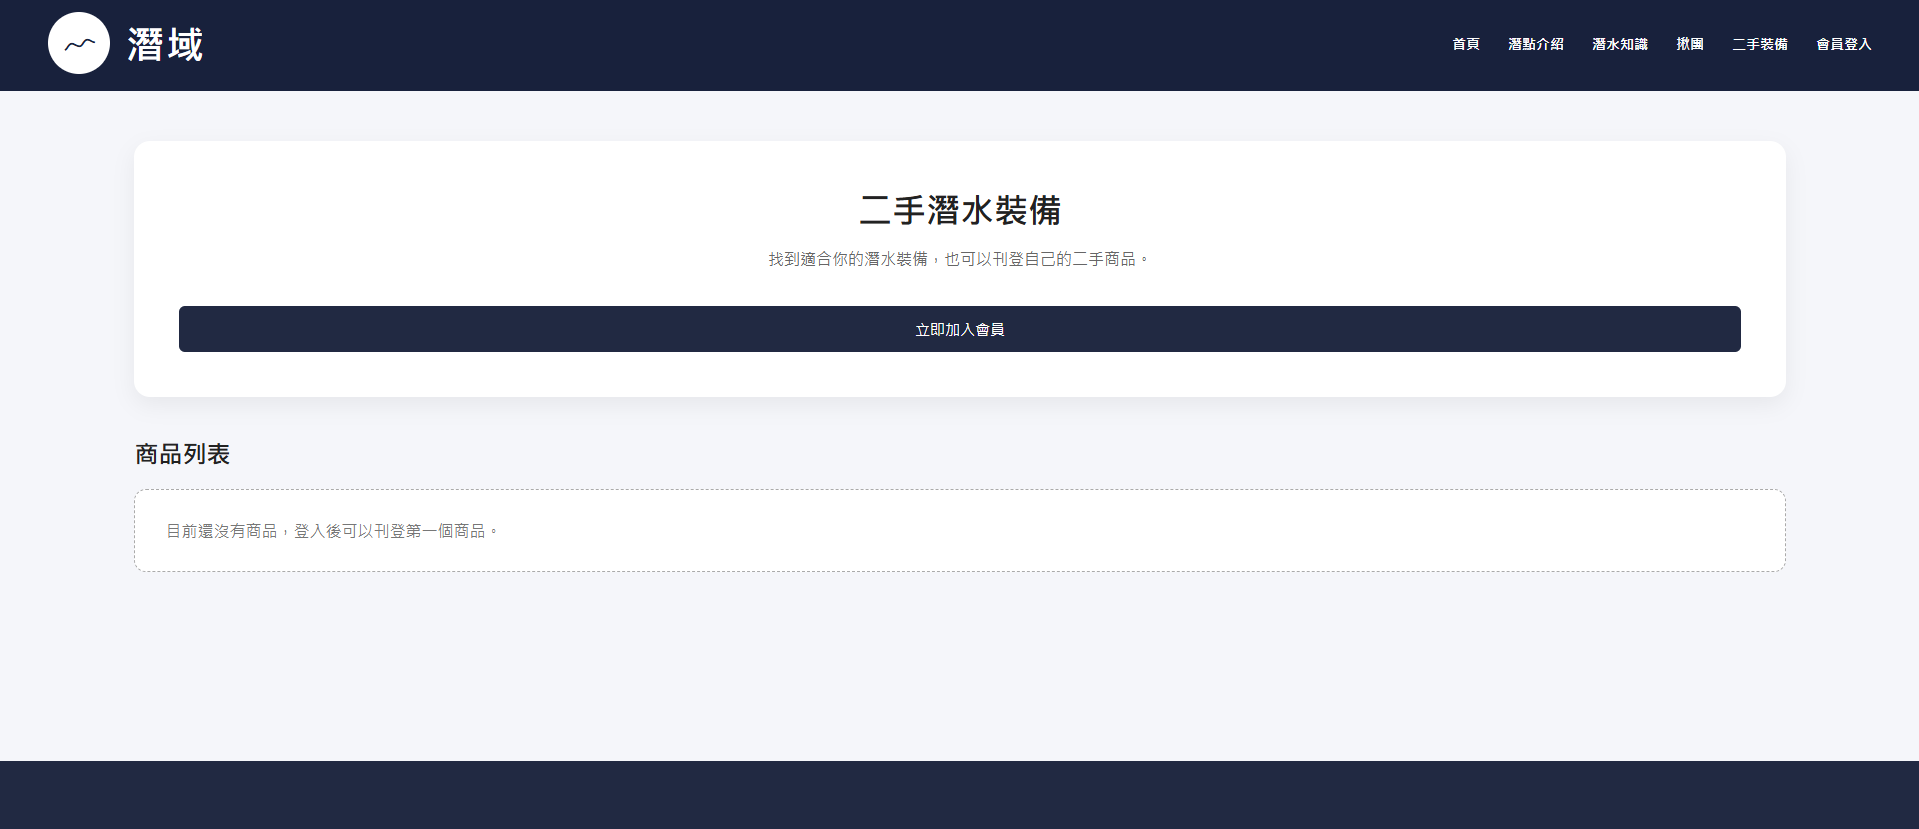 潛域
首頁 潛點介紹 潛水知識 揪團 二手裝備 會員登入
二手潛水裝備
找到適合你的潛水裝備，也可以刊登自己的二手商品。
立即加入會員
商品列表
目前還沒有商品，登入後可以刊登第一個商品。